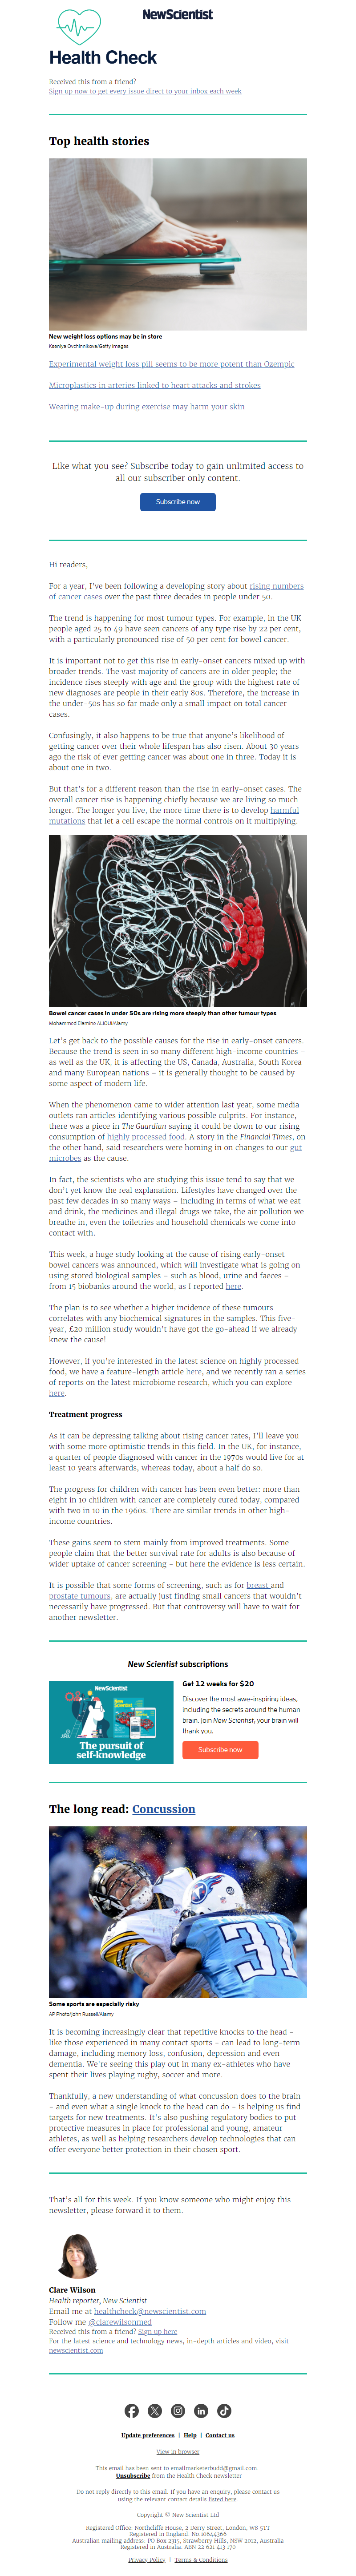 NewScientist
Health Check
Received this from a friend?
Sign up now to get every issue direct to your inbox each week
Top health stories
New weight loss options may be in store
Kseniya Ovchinnikova/Getty Images
Experimental weight loss pill seems to be more potent than Ozempic
Microplastics in arteries linked to heart attacks and strokes
Wearing make-up during exercise may harm your skin
Like what you see? Subscribe today to gain unlimited access to
all our subscriber only content.
Subscribe now
Hi readers,
For a year, I've been following a developing story about rising numbers
of cancer cases over the past three decades in people under 50.
The trend is happening for most tumour types. For example, in the UK
people aged 25 to 49 have seen cancers of any type rise by 22 per cent,
with a particularly pronounced rise of 50 per cent for bowel cancer.
It is important not to get this rise in early-onset cancers mixed up with
broader trends. The vast majority of cancers are in older people; the
incidence rises steeply with age and the group with the highest rate of
new diagnoses are people in their early 80s. Therefore, the increase in
the under-50s has so far made only a small impact on total cancer
cases.
Confusingly, it also happens to be true that anyone's likelihood of
getting cancer over their whole lifespan has also risen. About 30 years
ago the risk of ever getting cancer was about one in three. Today it is
about one in two.
But that's for a different reason than the rise in early-onset cases. The
overall cancer rise is happening chiefly because we are living so much
longer. The longer you live, the more time there is to develop harmful
mutations that let a cell escape the normal controls on it multiplying.
Bowel cancer cases in under 50s are rising more steeply than other tumour types
Mohammed Elamine ALIOUI/Alamy
Let's get back to the possible causes for the rise in early-onset cancers.
Because the trend is seen in so many different high-income countries –
as well as the UK, it is affecting the US, Canada, Australia, South Korea
and many European nations – it is generally thought to be caused by
some aspect of modern life.
When the phenomenon came to wider attention last year, some media
outlets ran articles identifying various possible culprits. For instance,
there was a piece in The Guardian saying it could be down to our rising
consumption of highly processed food. A story in the Financial Times, on
the other hand, said researchers were homing in on changes to our gut
microbes as the cause.
In fact, the scientists who are studying this issue tend to say that we
don't yet know the real explanation. Lifestyles have changed over the
past few decades in so many ways – including in terms of what we eat
and drink, the medicines and illegal drugs we take, the air pollution we
breathe in, even the toiletries and household chemicals we come into
contact with.
This week, a huge study looking at the cause of rising early-onset
bowel cancers was announced, which will investigate what is going on
using stored biological samples – such as blood, urine and faeces –
from 15 biobanks around the world, as I reported here.
The plan is to see whether a higher incidence of these tumours
correlates with any biochemical signatures in the samples. This five-
year, £20 million study wouldn't have got the go-ahead if we already
knew the cause!
However, if you're interested in the latest science on highly processed
food, we have a feature-length article here, and we recently ran a series
of reports on the latest microbiome research, which you can explore
here.
Treatment progress
As it can be depressing talking about rising cancer rates, I'll leave you
with some more optimistic trends in this field. In the UK, for instance,
a quarter of people diagnosed with cancer in the 1970s would live for at
least 10 years afterwards, whereas today, about a half do so.
The progress for children with cancer has been even better: more than
eight in 10 children with cancer are completely cured today, compared
with two in 10 in the 1960s. There are similar trends in other high-
income countries.
These gains seem to stem mainly from improved treatments. Some
people claim that the better survival rate for adults is also because of
wider uptake of cancer screening – but here the evidence is less certain.
It is possible that some forms of screening, such as for breast and
prostate tumours, are actually just finding small cancers that wouldn't
necessarily have progressed. But that controversy will have to wait for
another newsletter.
New Scientist subscriptions
NewScientist
The pursuit of
self-knowledge
Get 12 weeks for $20
Discover the most awe-inspiring ideas,
including the secrets around the human
brain. Join New Scientist, your brain will
thank you.
Subscribe now
The long read: Concussion
31
Some sports are especially risky
AP Photo/John Russell/Alamy
It is becoming increasingly clear that repetitive knocks to the head –
like those experienced in many contact sports – can lead to long-term
damage, including memory loss, confusion, depression and even
dementia. We're seeing this play out in many ex-athletes who have
spent their lives playing rugby, soccer and more.
Thankfully, a new understanding of what concussion does to the brain
– and even what a single knock to the head can do – is helping us find
targets for new treatments. It's also pushing regulatory bodies to put
protective measures in place for professional and young, amateur
athletes, as well as helping researchers develop technologies that can
offer everyone better protection in their chosen sport.
That's all for this week. If you know someone who might enjoy this
newsletter, please forward it to them.
Clare Wilson
Health reporter, New Scientist
Email me at healthcheck@newscientist.com
Follow me @clarewilsonmed
Received this from a friend? Sign up here
For the latest science and technology news, in-depth articles and video, visit
newscientist.com
Update preferences | Help | Contact us
View in browser
This email has been sent to emailmarketerbudd@gmail.com.
Unsubscribe from the Health Check newsletter
Do not reply directly to this email. If you have an enquiry, please contact us
using the relevant contact details listed here.
Copyright © New Scientist Ltd
Registered Office: Northcliffe House, 2 Derry Street, London, W8 5TT
Registered in England. No 10644366
Australian mailing address: PO Box 2315, Strawberry Hills, NSW 2012, Australia
Registered in Australia. ABN 22 621 413 170
Privacy Policy | Terms & Conditions